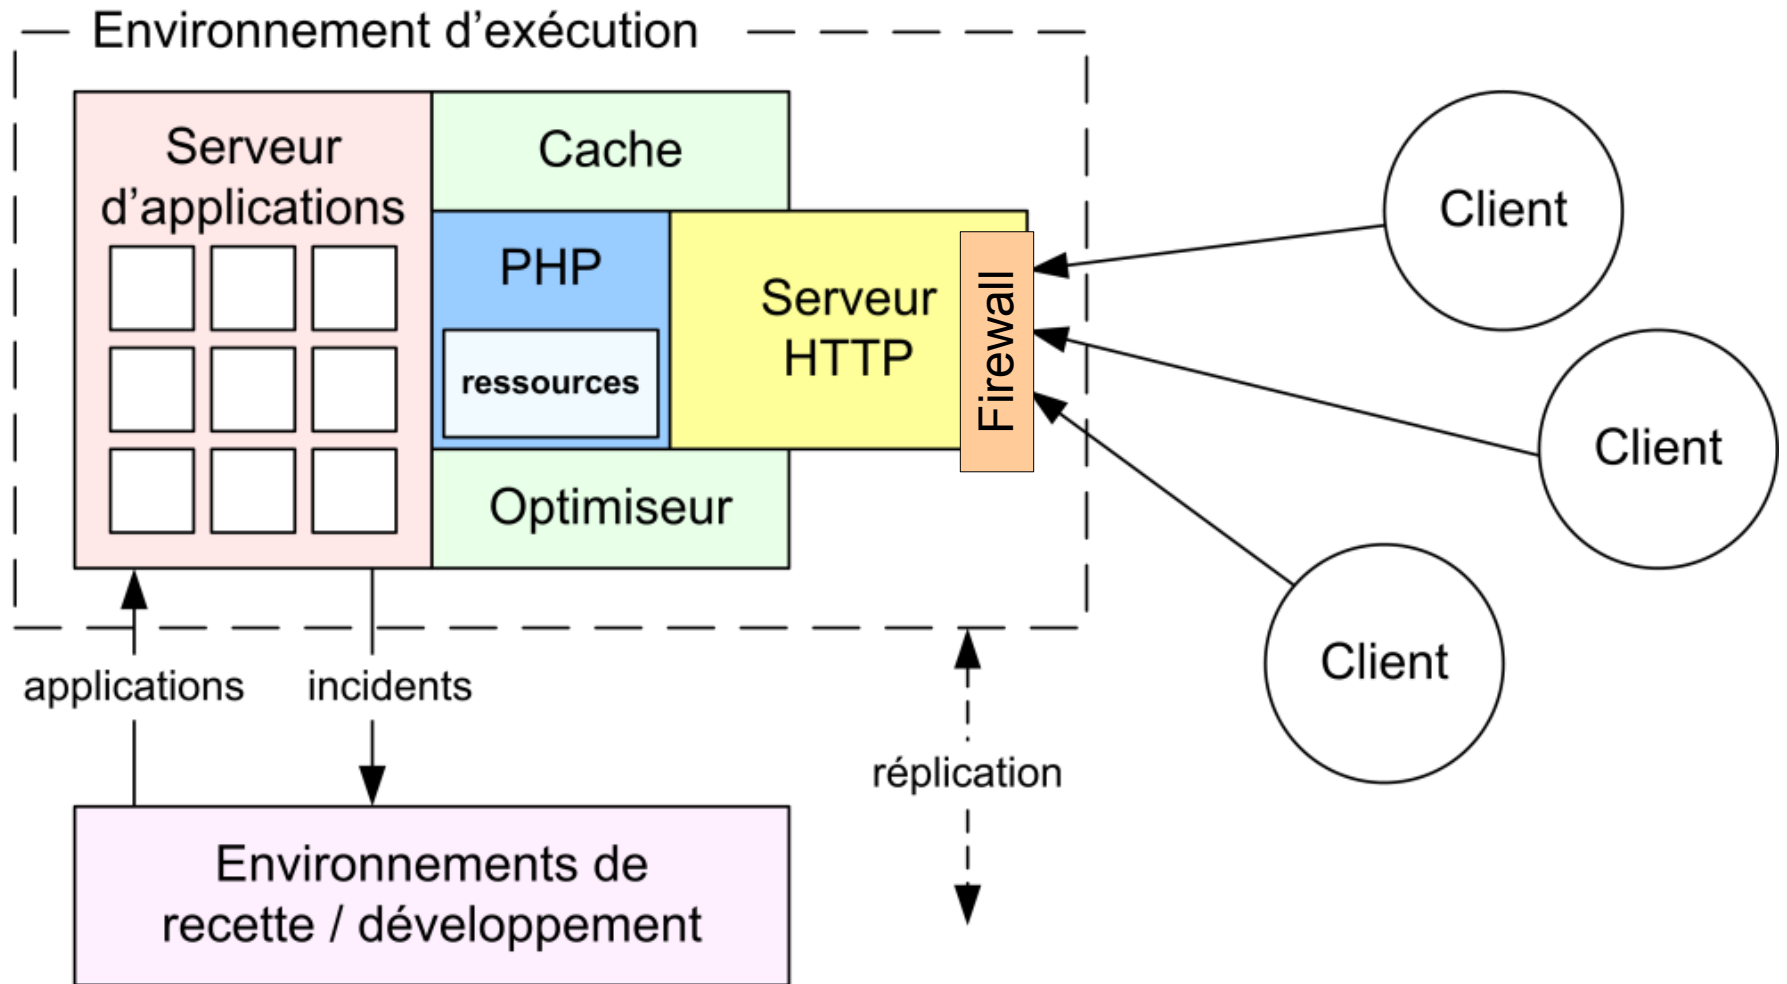 Environnement d’exécution
Serveur
d’applications
Cache
PHP
ressources
Serveur
HTTP
Firewall
Optimiseur
Client
Client
Client
applications
incidents
réplication
Environnements de
recette / développement